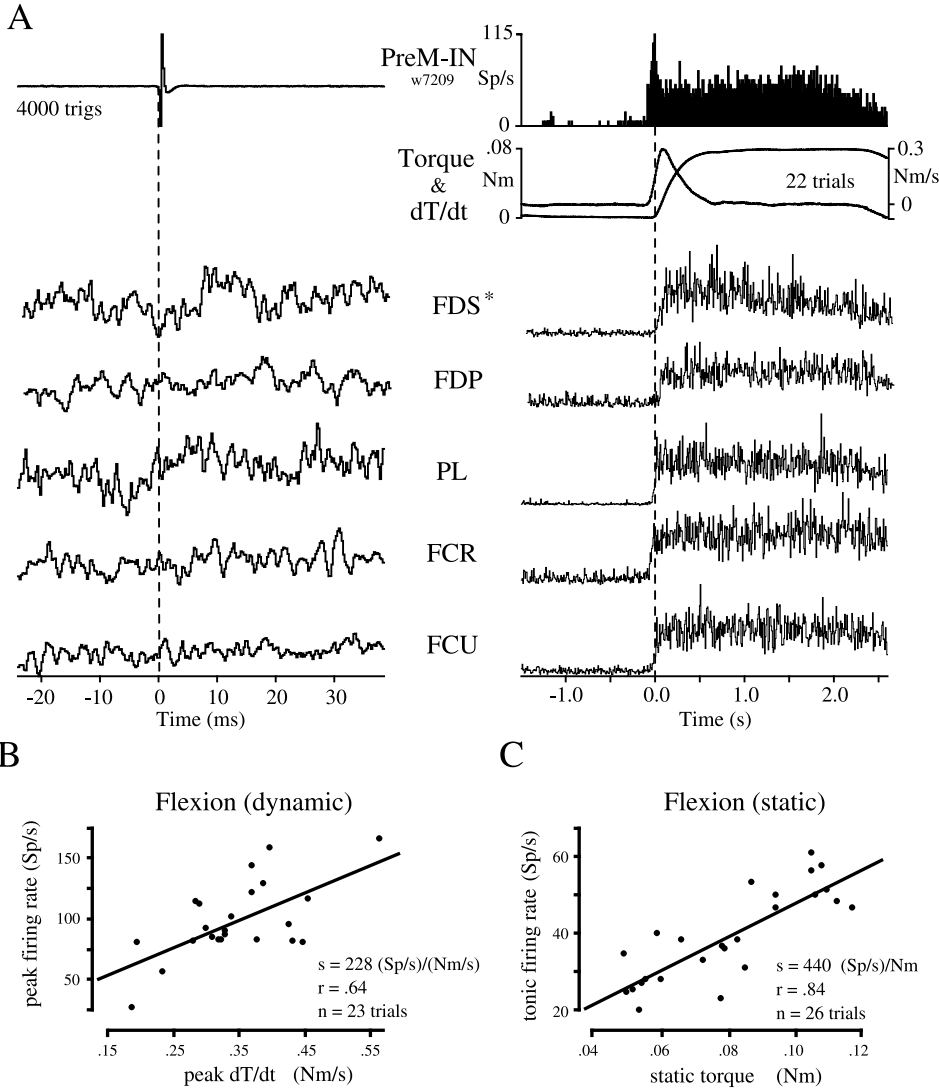 A
PreM-IN
w7209
4000 trigs
115
Sp/s
0
Torque
&
dT/dt
.08
Nm
0
0.3
Nm/s
0
22 trials
FDS*
FDP
PL
FCR
FCU
-20 -10 0 10 20 30
Time (ms)
-1.0 0.0 1.0 2.0
Time (s)
B
Flexion (dynamic)
peak firing rate (Sp/s)
150
100
50
s = 228 (Sp/s)/(Nm/s)
r = .64
n = 23 trials
.15 .25 .35 .45 .55
peak dT/dt (Nm/s)
C
Flexion (static)
tonic firing rate (Sp/s)
60
40
20
s = 440 (Sp/s)/Nm
r = .84
n = 26 trials
.04 .06 .08 .10 .12
static torque (Nm)